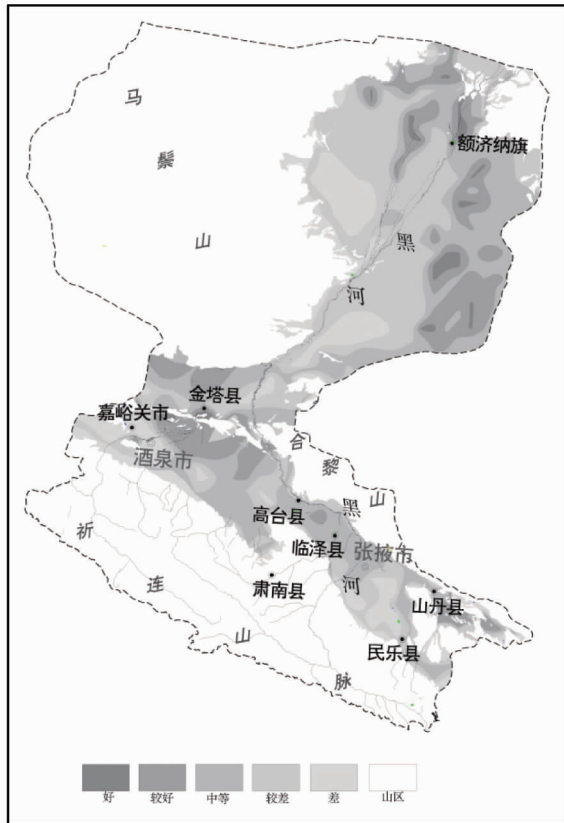 马
鬃
山
额济纳旗
黑
河
金塔县
嘉峪关市
酒泉市
合
黎
山
高台县
黑
临泽县
张掖市
河
祁
连
山
脉
肃南县
山丹县
民乐县
好 较好 中等 较差 差 山区